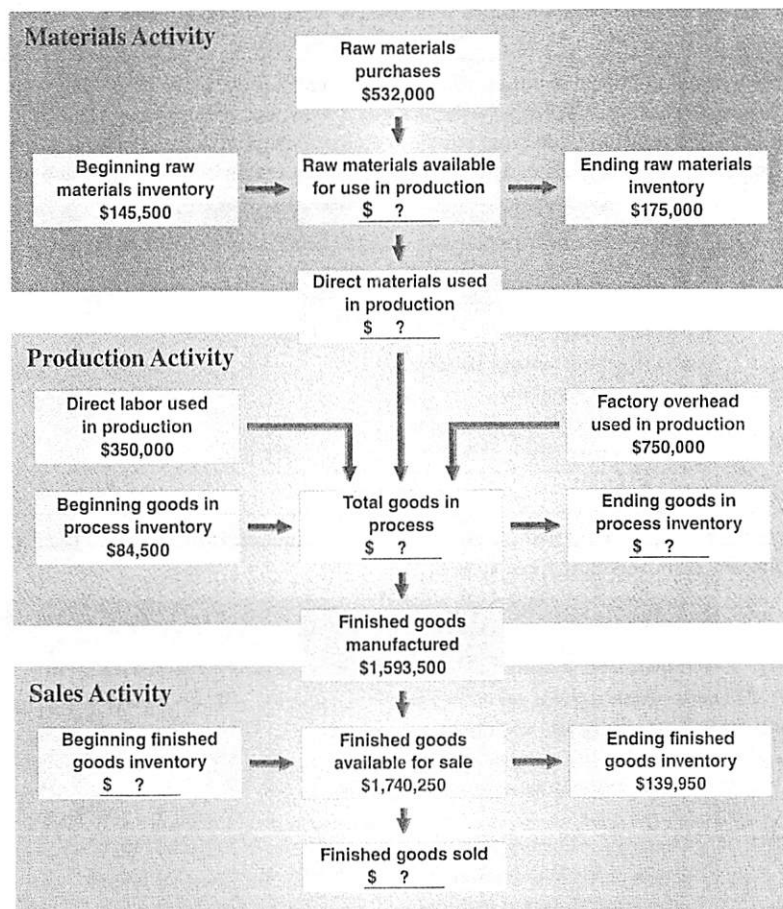 Materials Activity
Raw materials
purchases
$532,000
Beginning raw
materials inventory
$145,500
Raw materials available
for use in production
$ ?
Ending raw materials
inventory
$175,000
Direct materials used
in production
$ ?
Production Activity
Direct labor used
in production
$350,000
Factory overhead
used in production
$750,000
Beginning goods in
process inventory
$84,500
Total goods in
process
$ ?
Ending goods in
process inventory
$ ?
Finished goods
manufactured
$1,593,500
Sales Activity
Beginning finished
goods inventory
$ ?
Finished goods
available for sale
$1,740,250
Ending finished
goods inventory
$139,950
Finished goods sold
$ ?